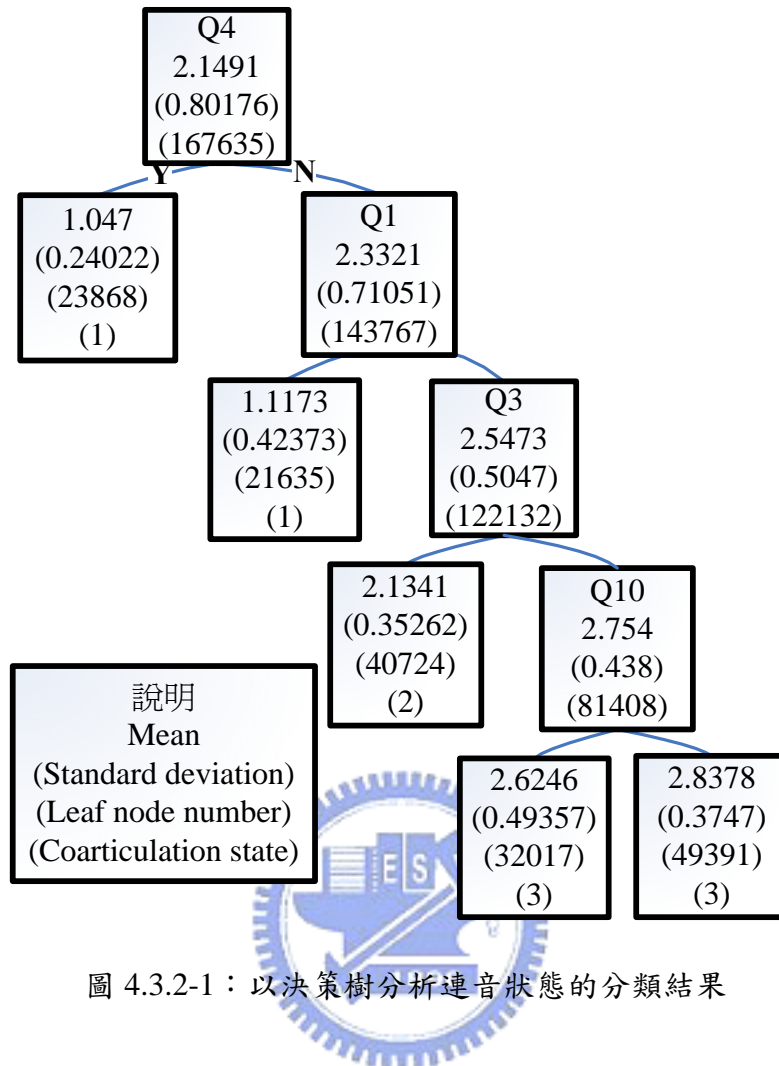 Q4
2.1491
(0.80176)
(167635)
Y
N
1.047
(0.24022)
(23868)
(1)
Q1
2.3321
(0.71051)
(143767)
1.1173
(0.42373)
(21635)
(1)
Q3
2.5473
(0.5047)
(122132)
2.1341
(0.35262)
(40724)
(2)
Q10
2.754
(0.438)
(81408)
說明
Mean
(Standard deviation)
(Leaf node number)
(Coarticulation state)
2.6246
(0.49357)
(32017)
(3)
2.8378
(0.3747)
(49391)
(3)
ES
圖 4.3.2-1：以決策樹分析連音狀態的分類結果